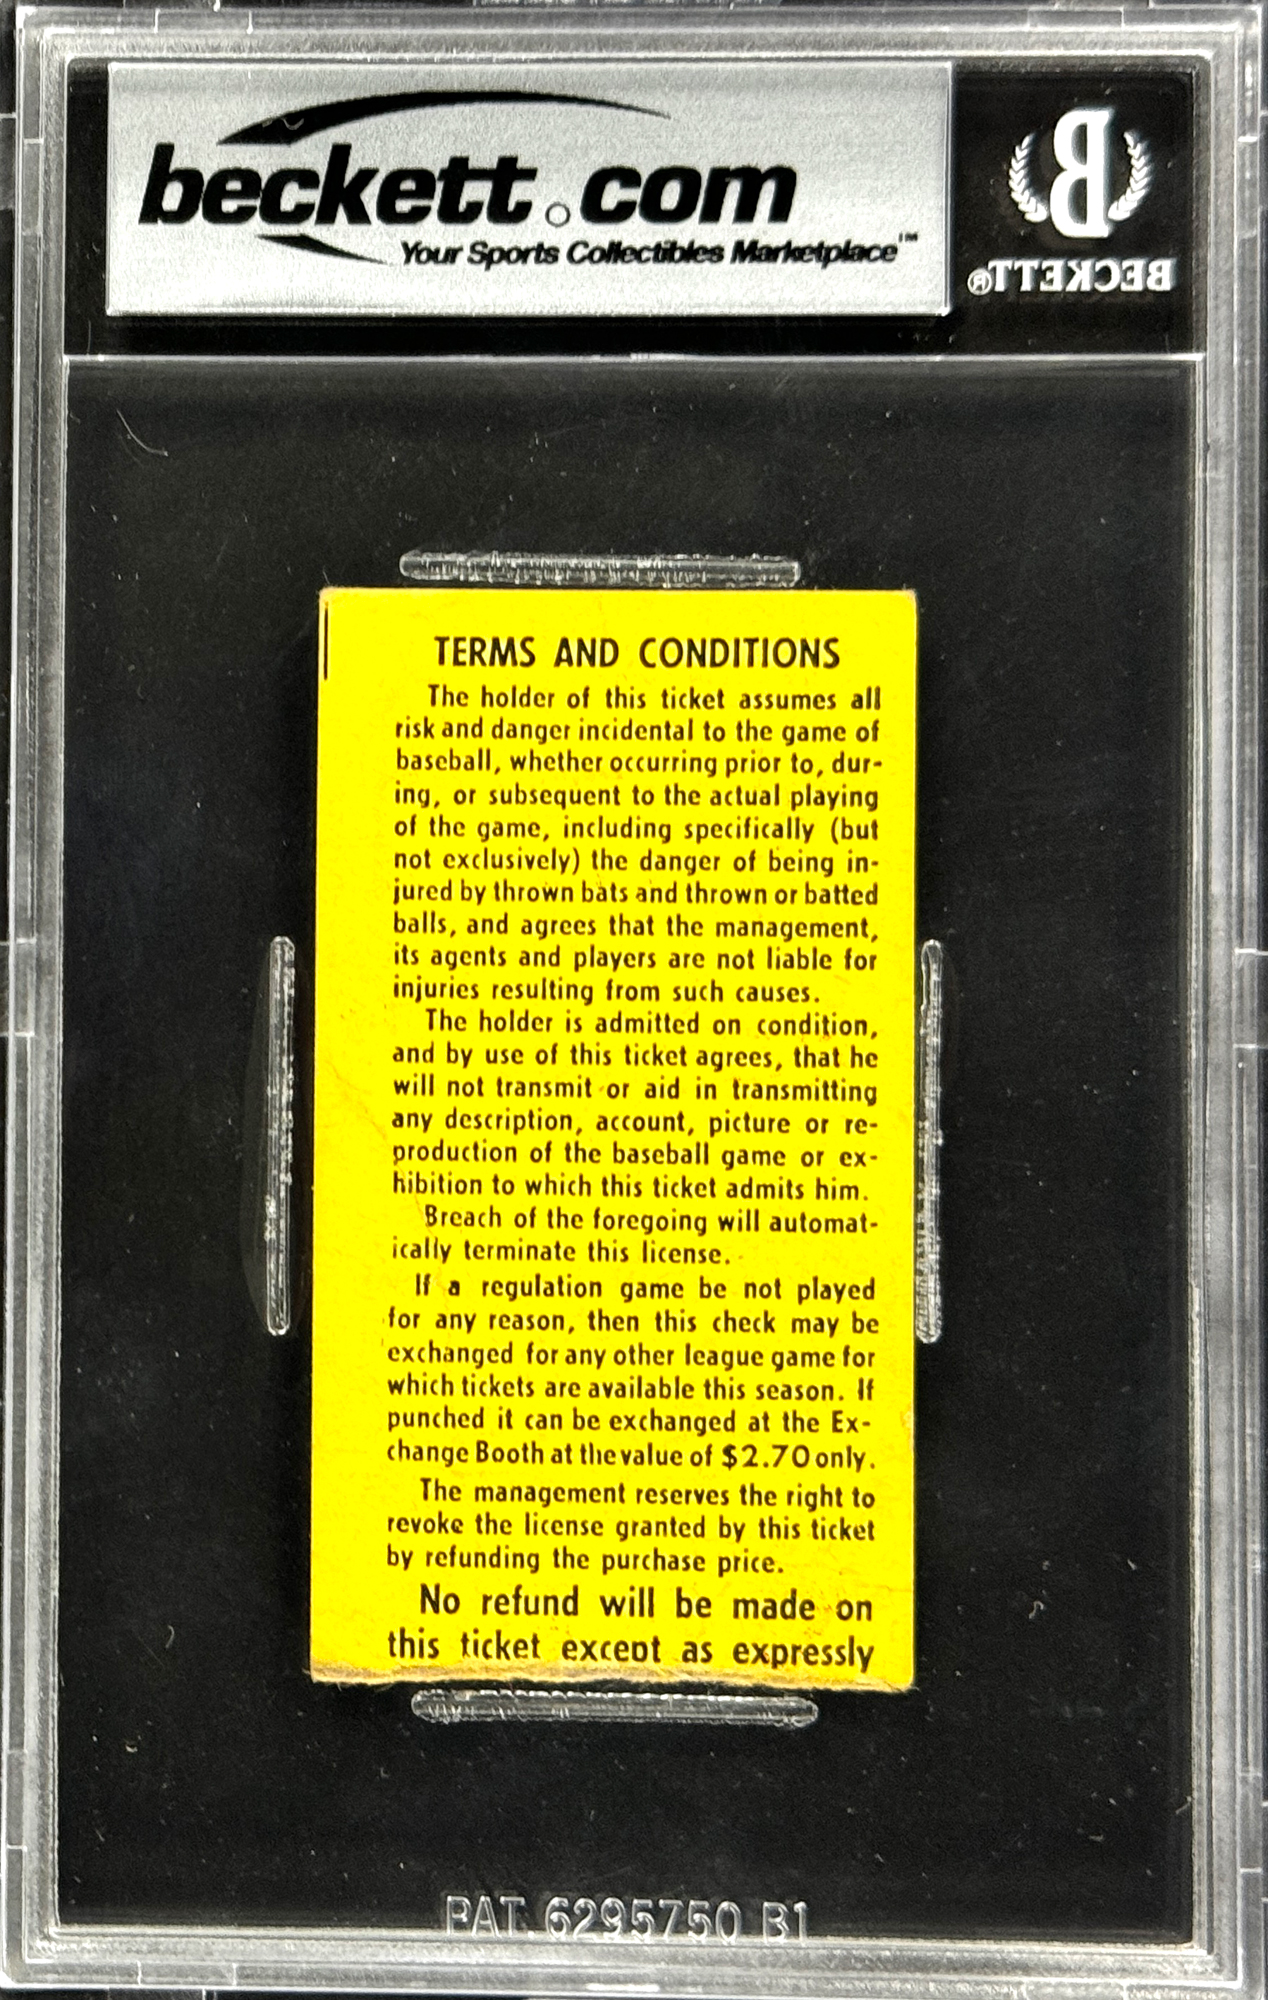 beckett.com
Your Sports Collectibles Marketplace™
B
BECKETT®
TERMS AND CONDITIONS
The holder of this ticket assumes all
risk and danger incidental to the game of
baseball, whether occurring prior to, dur-
ing, or subsequent to the actual playing
of the game, including specifically (but
not exclusively) the danger of being in-
jured by thrown bats and thrown or batted
balls, and agrees that the management,
its agents and players are not liable for
injuries resulting from such causes.
The holder is admitted on condition,
and by use of this ticket agrees, that he
will not transmit or aid in transmitting
any description, account, picture or re-
production of the baseball game or ex-
hibition to which this ticket admits him.
Breach of the foregoing will automat-
ically terminate this license.
If a regulation game be not played
for any reason, then this check may be
exchanged for any other league game for
which tickets are available this season. If
punched it can be exchanged at the Ex-
change Booth at the value of $2.70 only.
The management reserves the right to
revoke the license granted by this ticket
by refunding the purchase price.
No refund will be made on
this ticket except as expressly
PAT. 6295750 B1